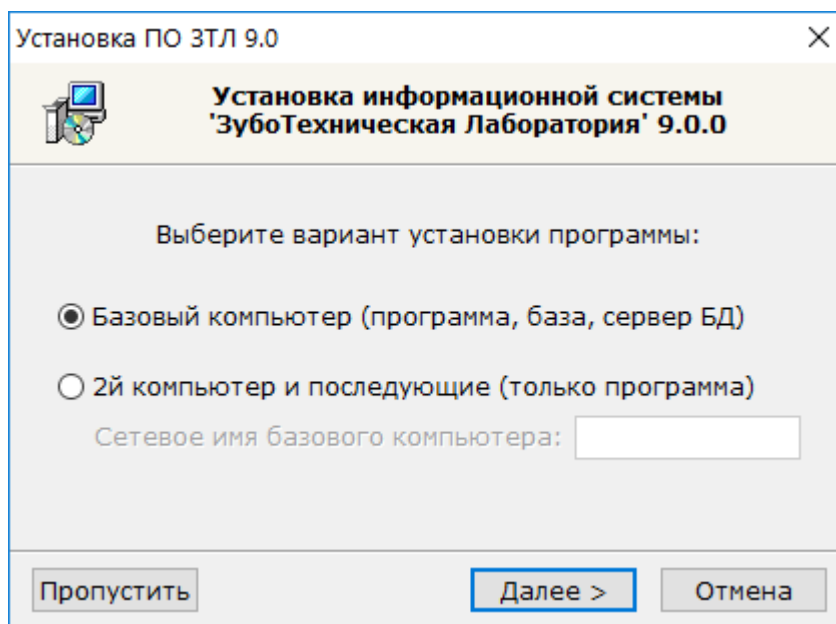 Установка ПО ЗТЛ 9.0
Установка информационной системы
'ЗубоТехническая Лаборатория' 9.0.0
Выберите вариант установки программы:
Базовый компьютер (программа, база, сервер БД)
2й компьютер и последующие (только программа)
Сетевое имя базового компьютера:
Пропустить
Далее >
Отмена